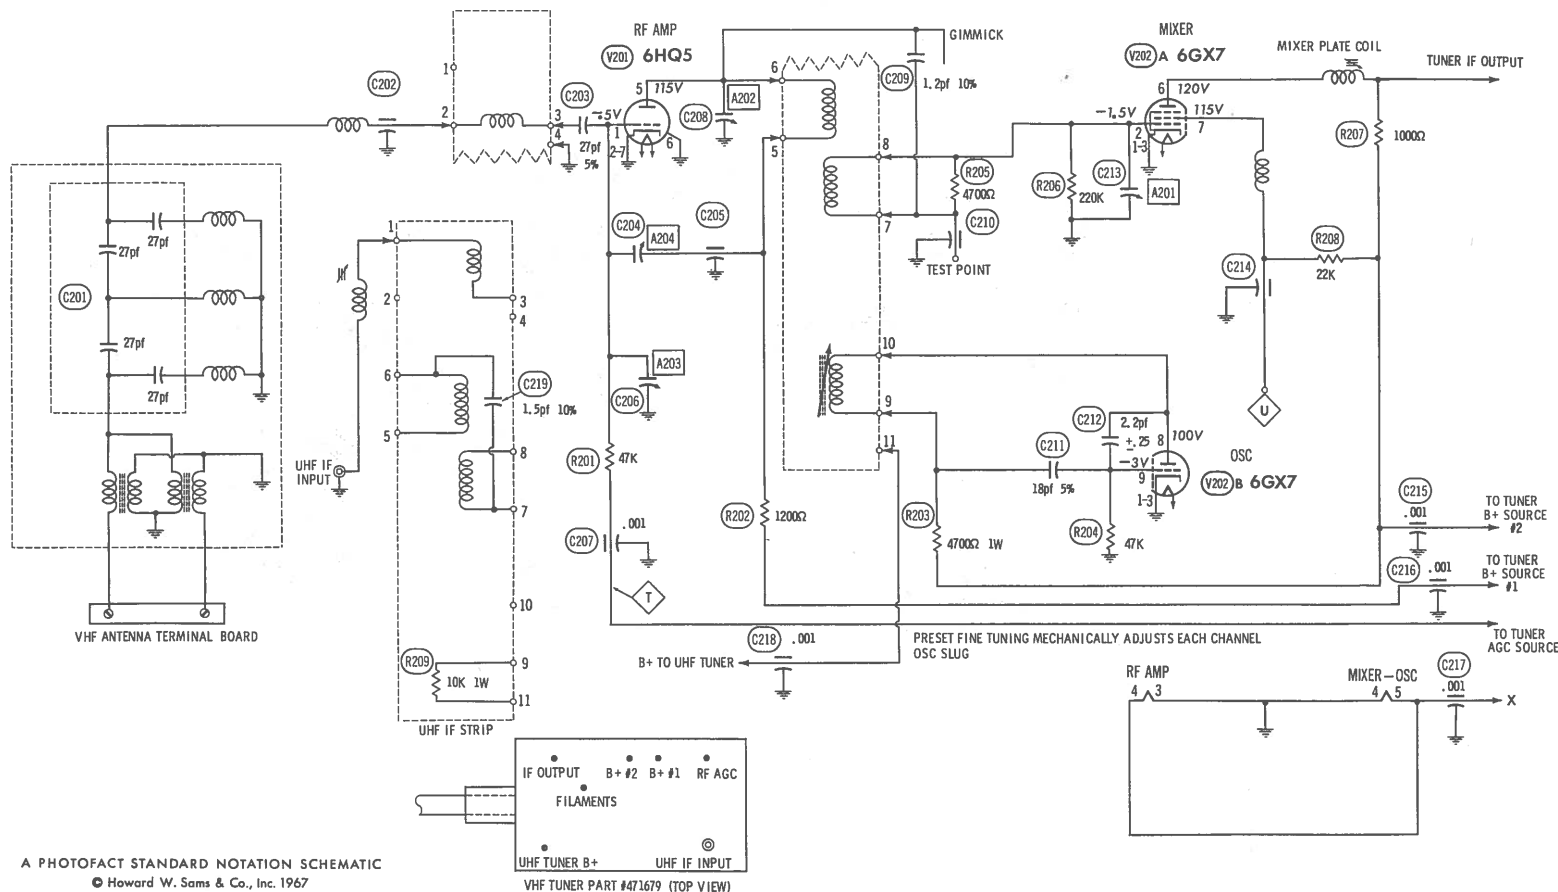 RF AMP
V201 6HQ5
GIMMICK
MIXER
V202 A 6GX7
MIXER PLATE COIL
TUNER IF OUTPUT
C202
1
2
3
4
C203
27pf
5%
-.5V
5
115V
1
2-7
6
C208
A202
6
5
C209
1.2pf 10%
8
7
R205
4700Ω
C210
TEST POINT
R206
220K
C213
A201
-1.5V
6
120V
115V
7
2
1-3
R207
1000Ω
R208
22K
C214
U
C201
27pf
27pf
27pf
27pf
VHF ANTENNA TERMINAL BOARD
UHF IF
INPUT
1
2
3
4
6
5
C219
1.5pf 10%
8
7
10
R209
10K 1W
9
11
UHF IF STRIP
C204
A204
C205
A203
C206
R201
47K
C207
.001
T
R202
1200Ω
10
9
11
R203
4700Ω 1W
C211
18pf 5%
C212
2.2pf
±.25
-3V
8
100V
9
1-3
OSC
V202 B 6GX7
R204
47K
C215
.001
TO TUNER
B+ SOURCE
#2
C216
.001
TO TUNER
B+ SOURCE
#1
C218
.001
B+ TO UHF TUNER
PRESET FINE TUNING MECHANICALLY ADJUSTS EACH CHANNEL
OSC SLUG
TO TUNER
AGC SOURCE
RF AMP
4 3
MIXER-OSC
4 5
C217
.001
X
IF OUTPUT
B+ #2
B+ #1
RF AGC
FILAMENTS
UHF TUNER B+
UHF IF INPUT
VHF TUNER PART #471679 (TOP VIEW)
A PHOTOFACT STANDARD NOTATION SCHEMATIC
© Howard W. Sams & Co., Inc. 1967